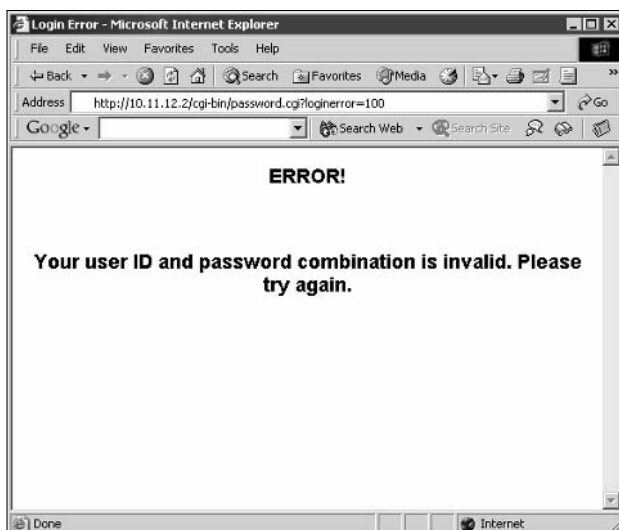 Login Error - Microsoft Internet Explorer
File Edit View Favorites Tools Help
Back Search Favorites Media »
Address http://10.11.12.2/cgi-bin/password.cgi?loginerror=100 Go
Google Search Web Search Site
ERROR!
Your user ID and password combination is invalid. Please
try again.
Done Internet